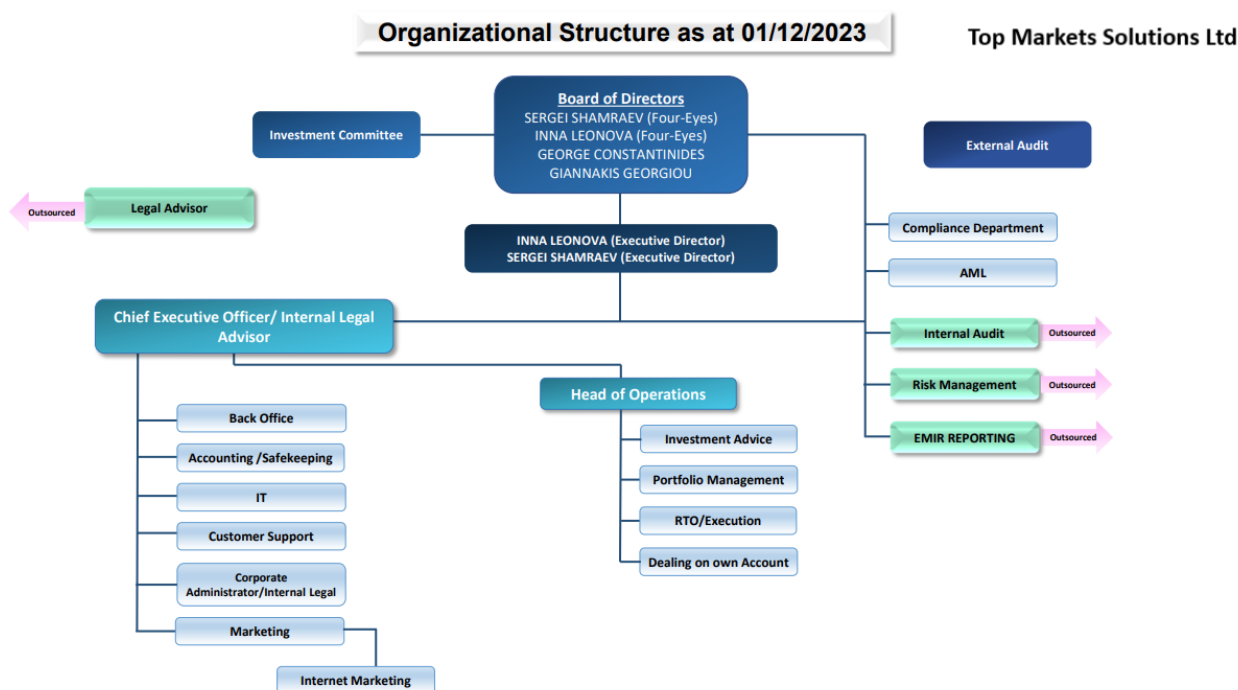 Organizational Structure as at 01/12/2023
Top Markets Solutions Ltd
Board of Directors
SERGEI SHAMRAEV (Four-Eyes)
INNA LEONOVA (Four-Eyes)
GEORGE CONSTANTINIDES
GIANNAKIS GEORGIOU
Investment Committee
External Audit
Outsourced
Legal Advisor
INNA LEONOVA (Executive Director)
SERGEI SHAMRAEV (Executive Director)
Compliance Department
AML
Internal Audit
Outsourced
Risk Management
Outsourced
EMIR REPORTING
Outsourced
Chief Executive Officer/ Internal Legal
Advisor
Back Office
Accounting /Safekeeping
IT
Customer Support
Corporate
Administrator/Internal Legal
Marketing
Internet Marketing
Head of Operations
Investment Advice
Portfolio Management
RTO/Execution
Dealing on own Account